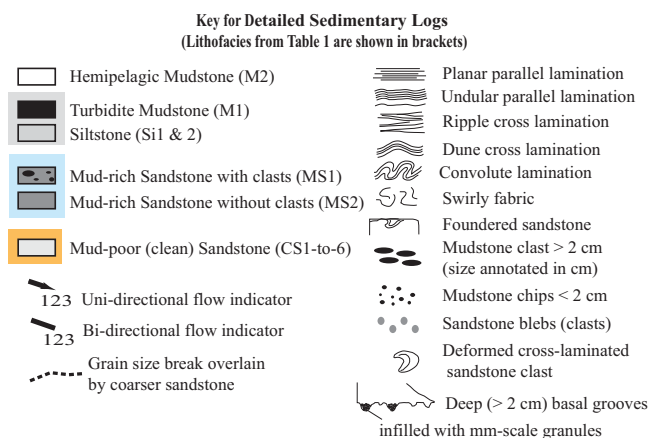 Key for Detailed Sedimentary Logs
(Lithofacies from Table 1 are shown in brackets)
Hemipelagic Mudstone (M2)
Turbidite Mudstone (M1)
Siltstone (Si1 & 2)
Mud-rich Sandstone with clasts (MS1)
Mud-rich Sandstone without clasts (MS2)
Mud-poor (clean) Sandstone (CS1-to-6)
123 Uni-directional flow indicator
123 Bi-directional flow indicator
Grain size break overlain
by coarser sandstone
Planar parallel lamination
Undular parallel lamination
Ripple cross lamination
Dune cross lamination
Convolute lamination
Swirly fabric
Foundered sandstone
Mudstone clast > 2 cm
(size annotated in cm)
Mudstone chips < 2 cm
Sandstone blebs (clasts)
Deformed cross-laminated
sandstone clast
Deep (> 2 cm) basal grooves
infilled with mm-scale granules